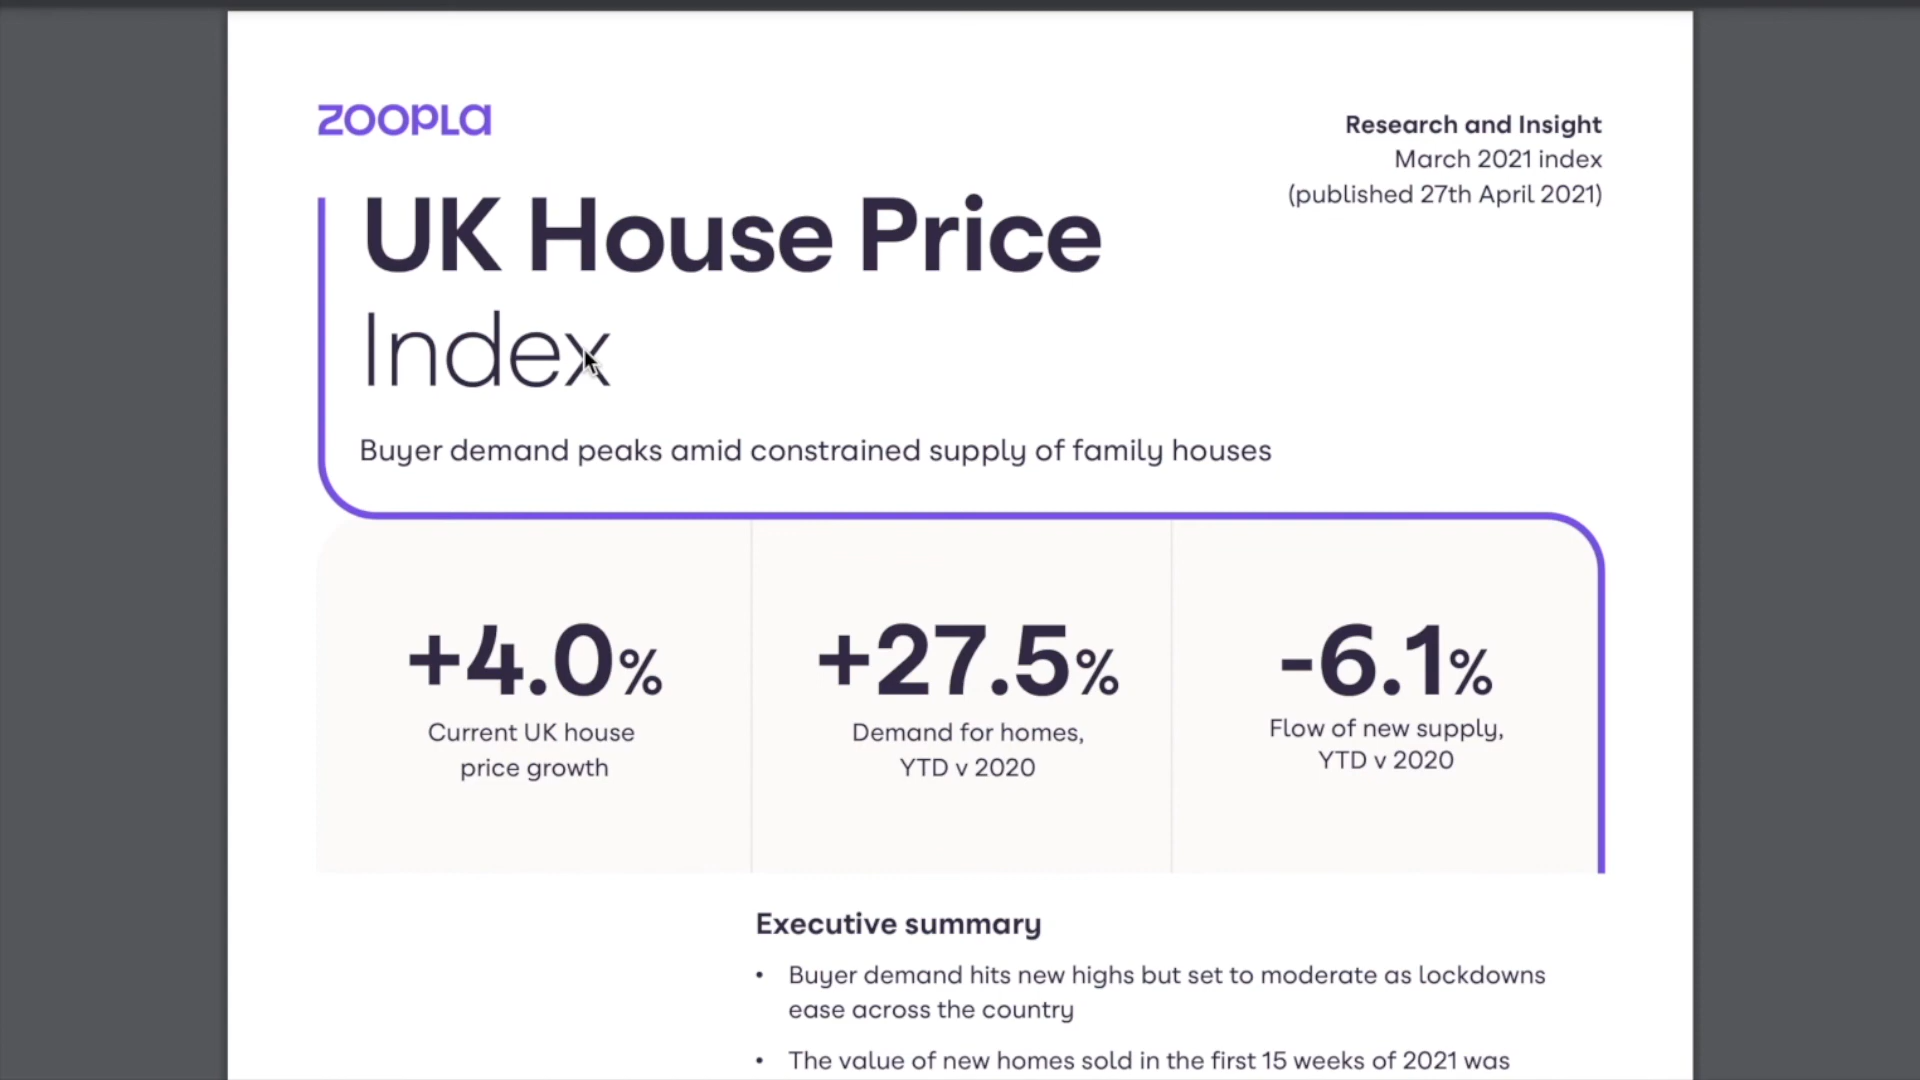 zoopla
Research and Insight
March 2021 index
(published 27th April 2021)
UK House Price
Index
Buyer demand peaks amid constrained supply of family houses
+4.0%
Current UK house
price growth
+27.5%
Demand for homes,
YTD v 2020
-6.1%
Flow of new supply,
YTD v 2020
Executive summary
• Buyer demand hits new highs but set to moderate as lockdowns
ease across the country
• The value of new homes sold in the first 15 weeks of 2021 was